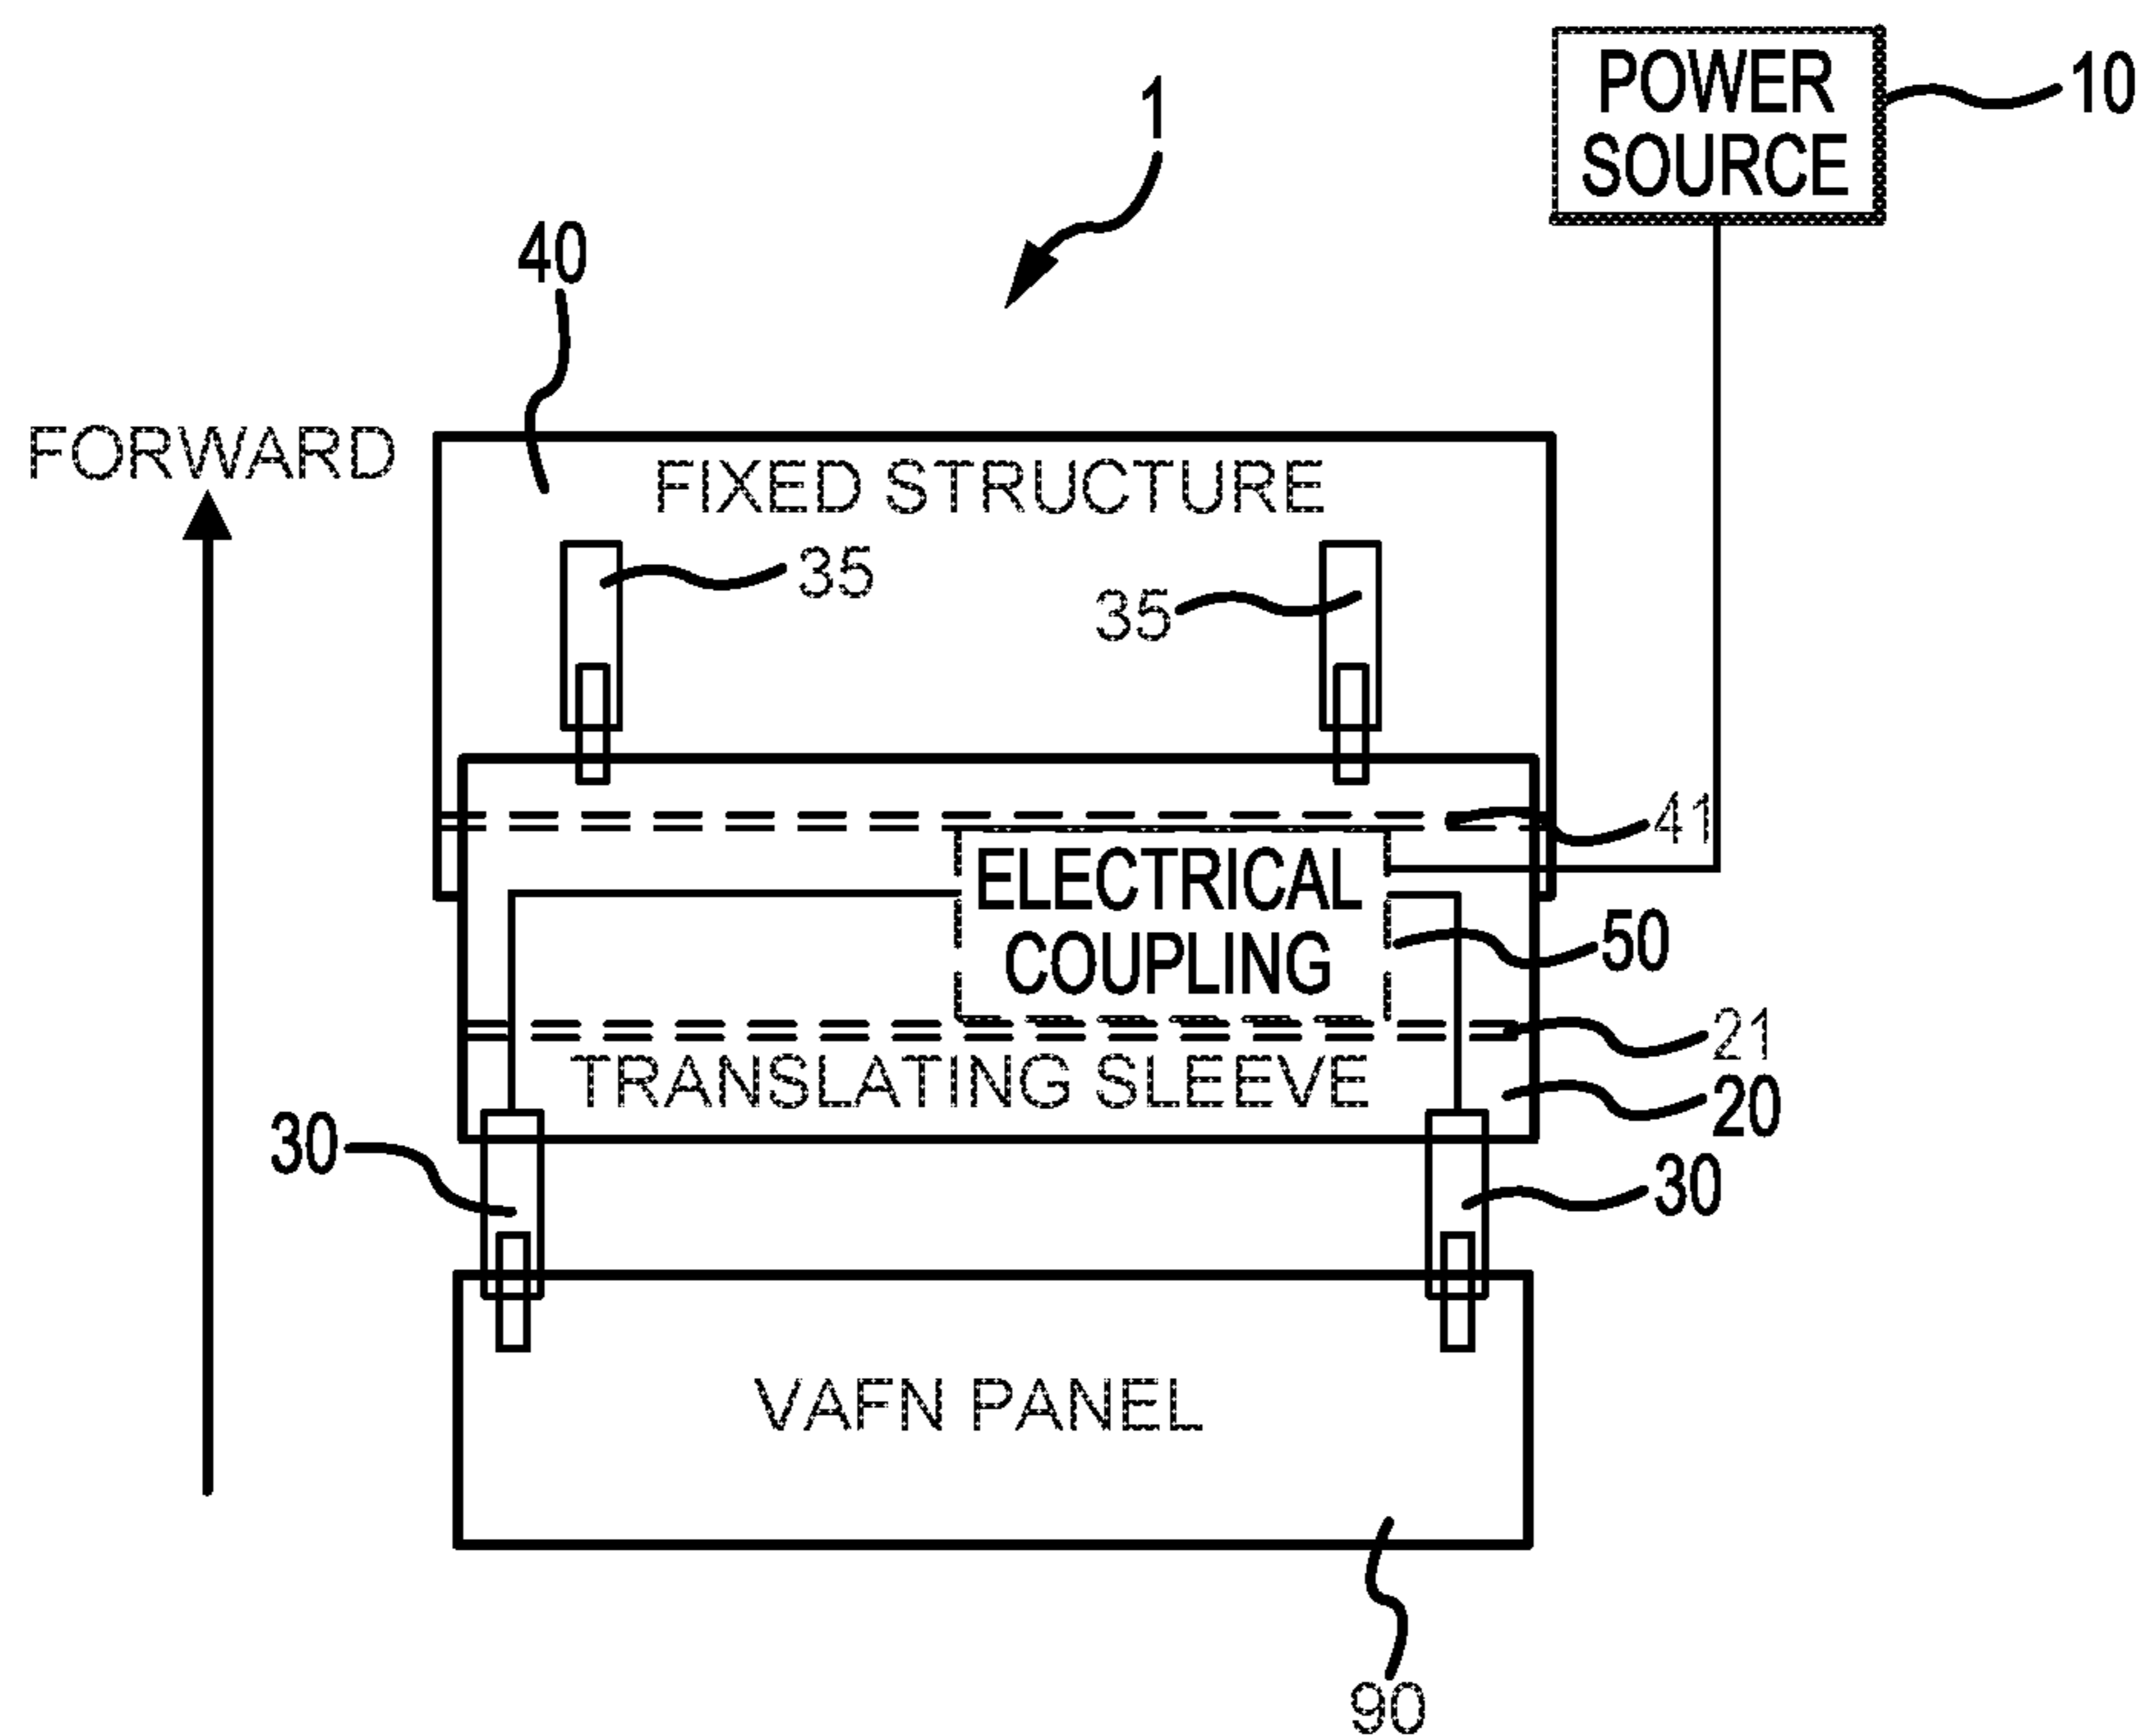 POWER
SOURCE
10
1
40
FORWARD
FIXED STRUCTURE
35
35
41
ELECTRICAL
COUPLING
50
21
TRANSLATING SLEEVE
20
30
30
VAFN PANEL
90